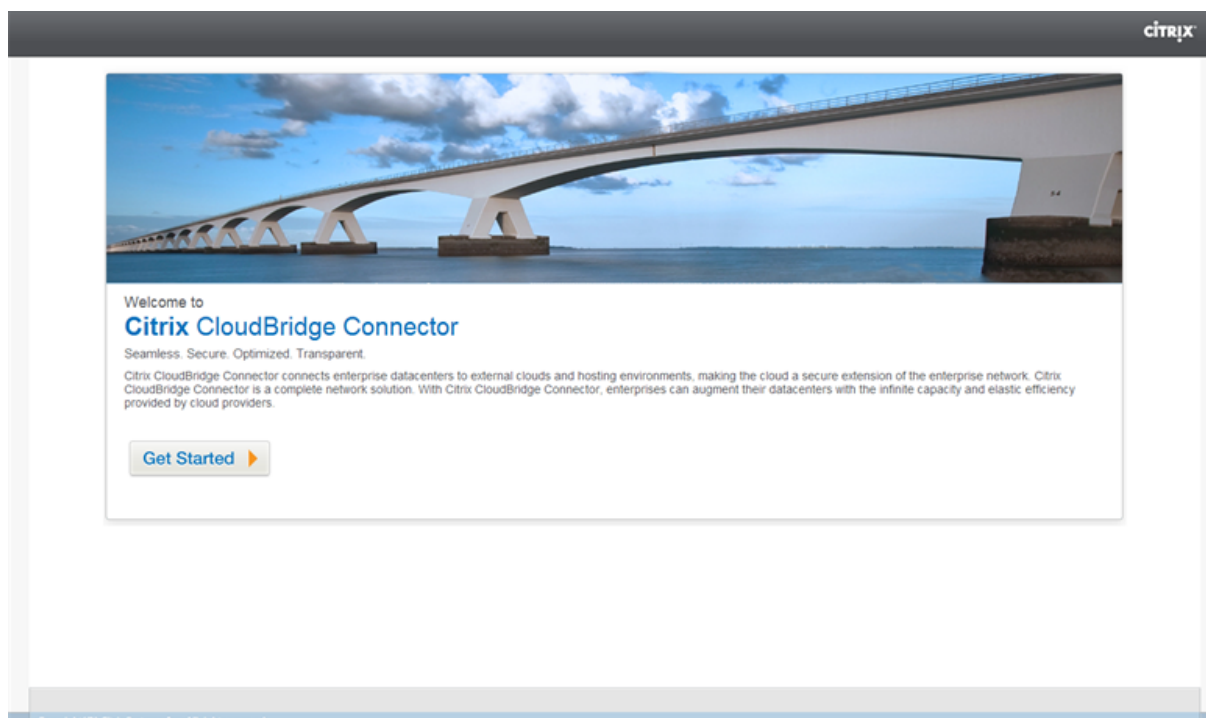 CİTRỊX
Welcome to
Citrix CloudBridge Connector
Seamless. Secure. Optimized. Transparent.
Citrix CloudBridge Connector connects enterprise datacenters to external clouds and hosting environments, making the cloud a secure extension of the enterprise network. Citrix
CloudBridge Connector is a complete network solution. With Citrix CloudBridge Connector, enterprises can augment their datacenters with the infinite capacity and elastic efficiency
provided by cloud providers.
Get Started